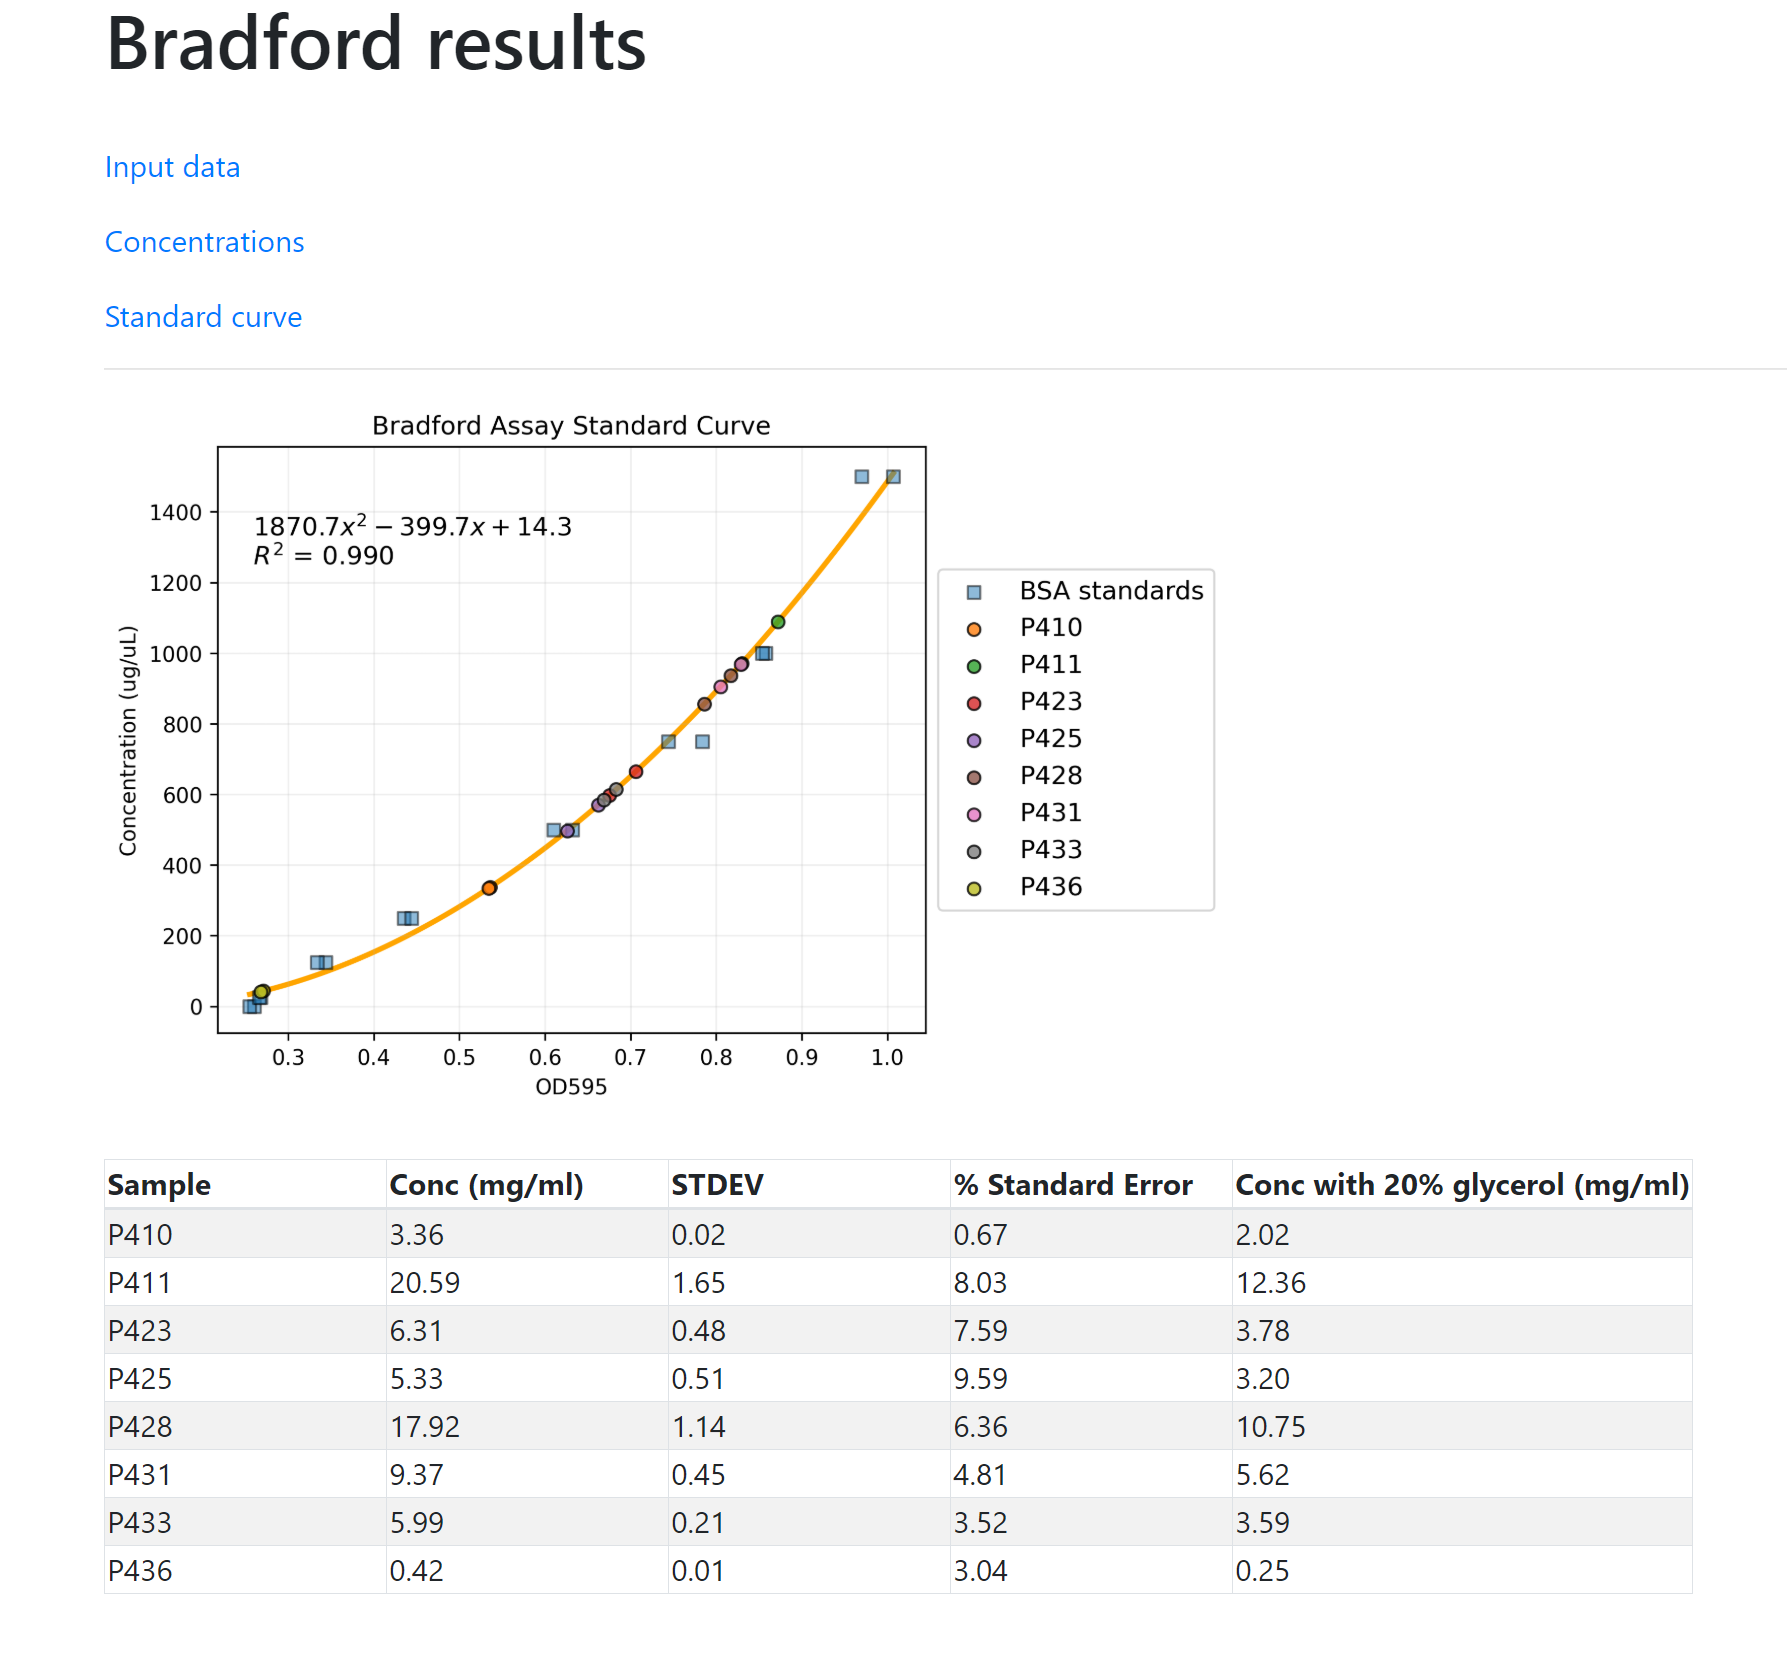 Bradford results
Input data
Concentrations
Standard curve
Bradford Assay Standard Curve
1870.7x² − 399.7x + 14.3
R² = 0.990
Concentration (ug/uL)
1400
1200
1000
800
600
400
200
0
0.3 0.4 0.5 0.6 0.7 0.8 0.9 1.0
OD595
BSA standards
P410
P411
P423
P425
P428
P431
P433
P436
Sample Conc (mg/ml) STDEV % Standard Error Conc with 20% glycerol (mg/ml)
P410 3.36 0.02 0.67 2.02
P411 20.59 1.65 8.03 12.36
P423 6.31 0.48 7.59 3.78
P425 5.33 0.51 9.59 3.20
P428 17.92 1.14 6.36 10.75
P431 9.37 0.45 4.81 5.62
P433 5.99 0.21 3.52 3.59
P436 0.42 0.01 3.04 0.25